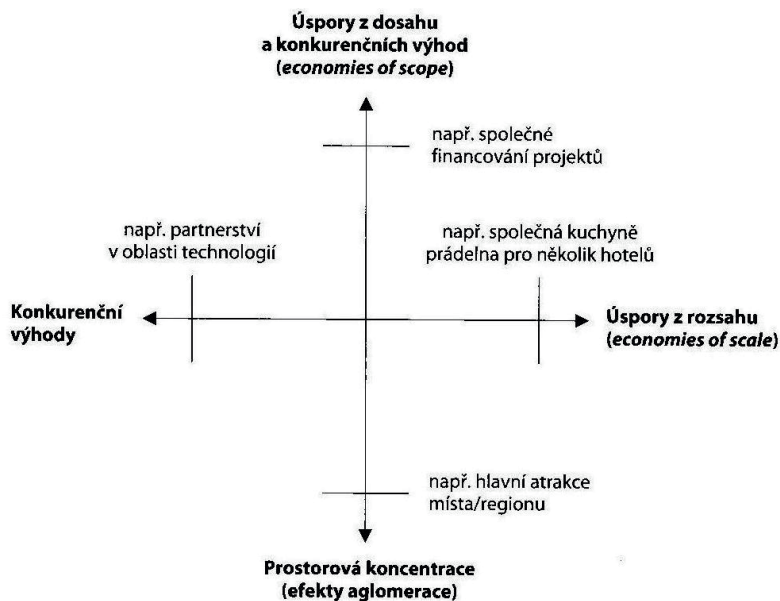 Úspory z dosahu
a konkurenčních výhod
(economies of scope)
např. společné
financování projektů
např. partnerství
v oblasti technologií
např. společná kuchyně
prádelna pro několik hotelů
Konkurenční
výhody
Úspory z rozsahu
(economies of scale)
např. hlavní atrakce
místa/regionu
Prostorová koncentrace
(efekty aglomerace)